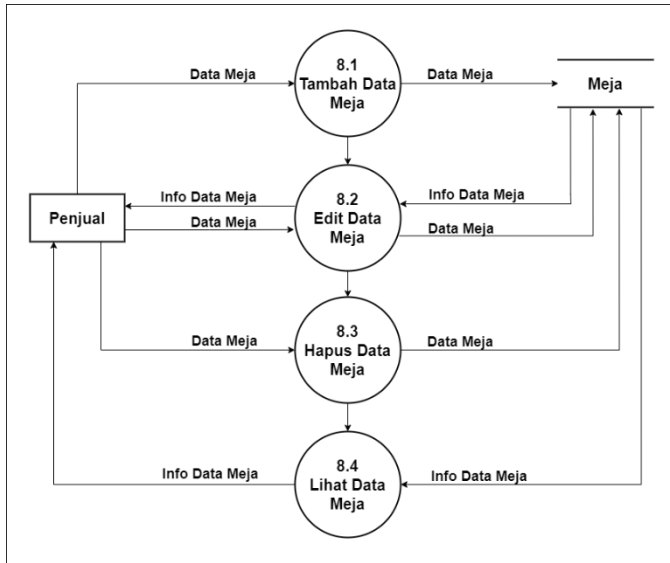 8.1
Tambah Data
Meja
Data Meja
Data Meja
Meja
Penjual
Info Data Meja
Data Meja
8.2
Edit Data
Meja
Info Data Meja
Data Meja
Data Meja
8.3
Hapus Data
Meja
Data Meja
Info Data Meja
8.4
Lihat Data
Meja
Info Data Meja